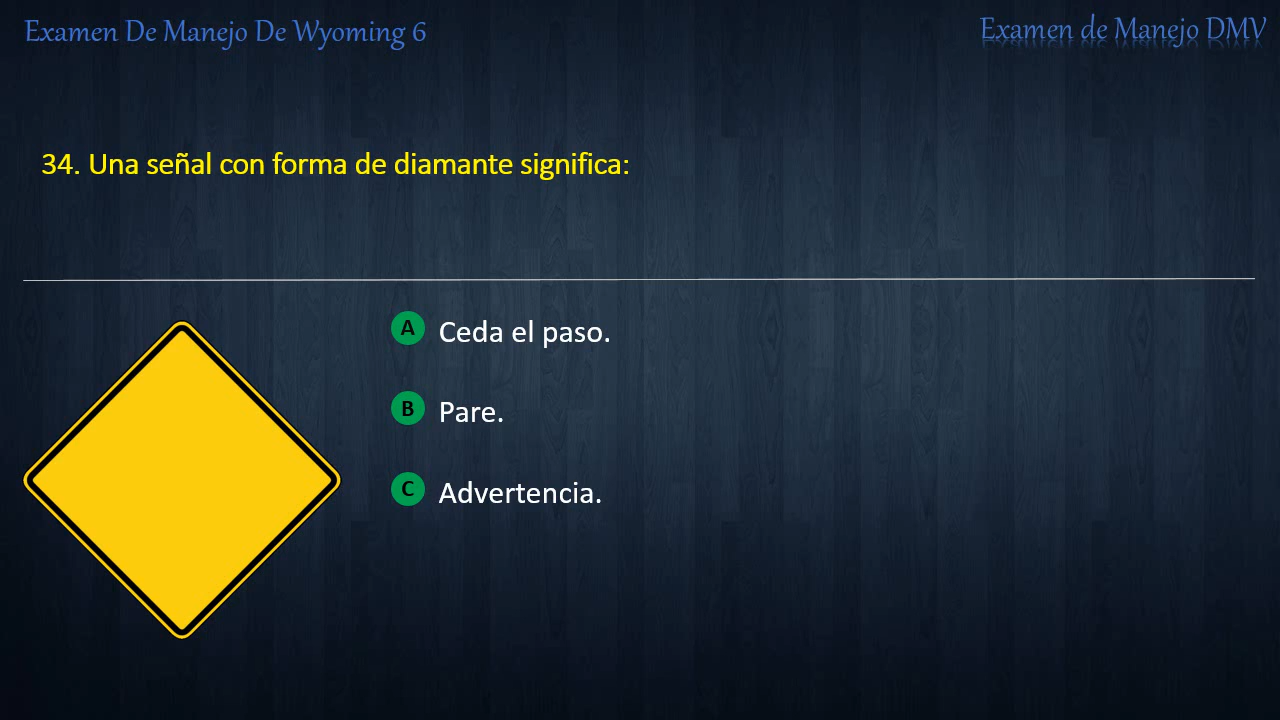 Examen De Manejo De Wyoming 6
Examen de Manejo DMV
34. Una señal con forma de diamante significa:
A Ceda el paso.
B Pare.
C Advertencia.